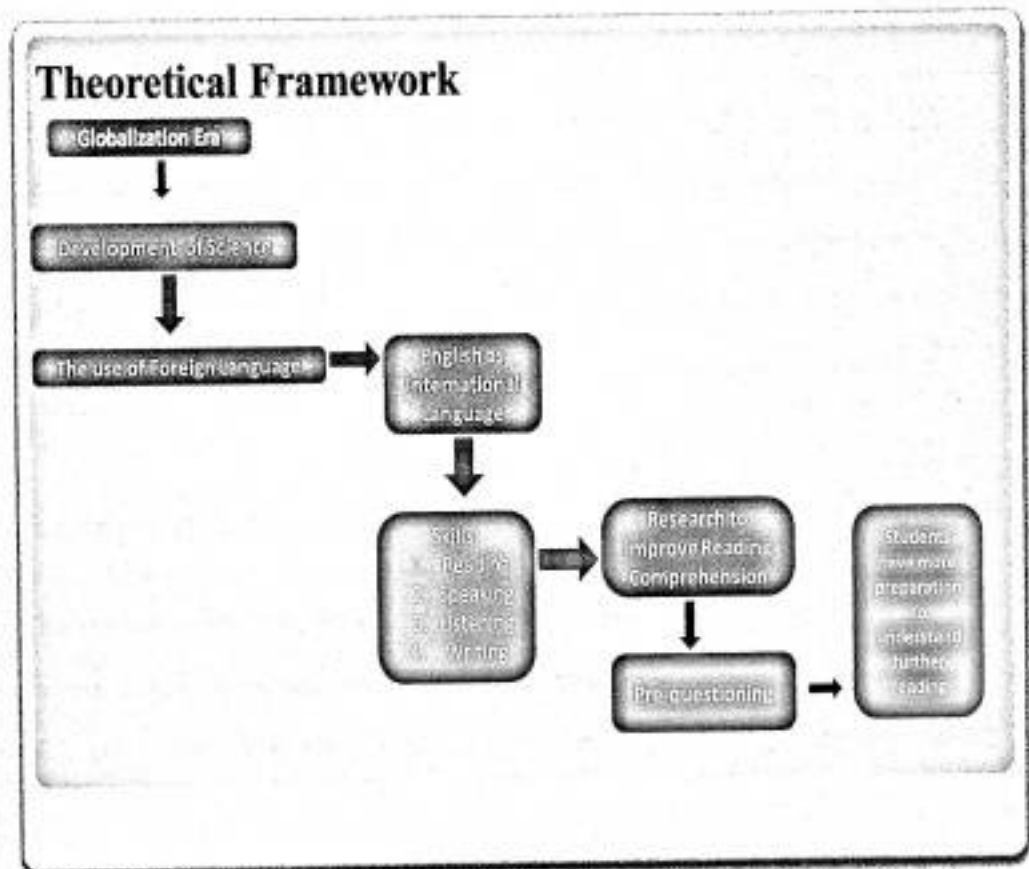 Theoretical Framework
Globalization Era
Development of Science
The use of Foreign Language
English as
International
Language
Skills
1. Reading
2. Speaking
3. Listening
4. Writing
Research to
Improve Reading
Comprehension
Pre-questioning
Students
have more
preparation
to
understand
further
reading